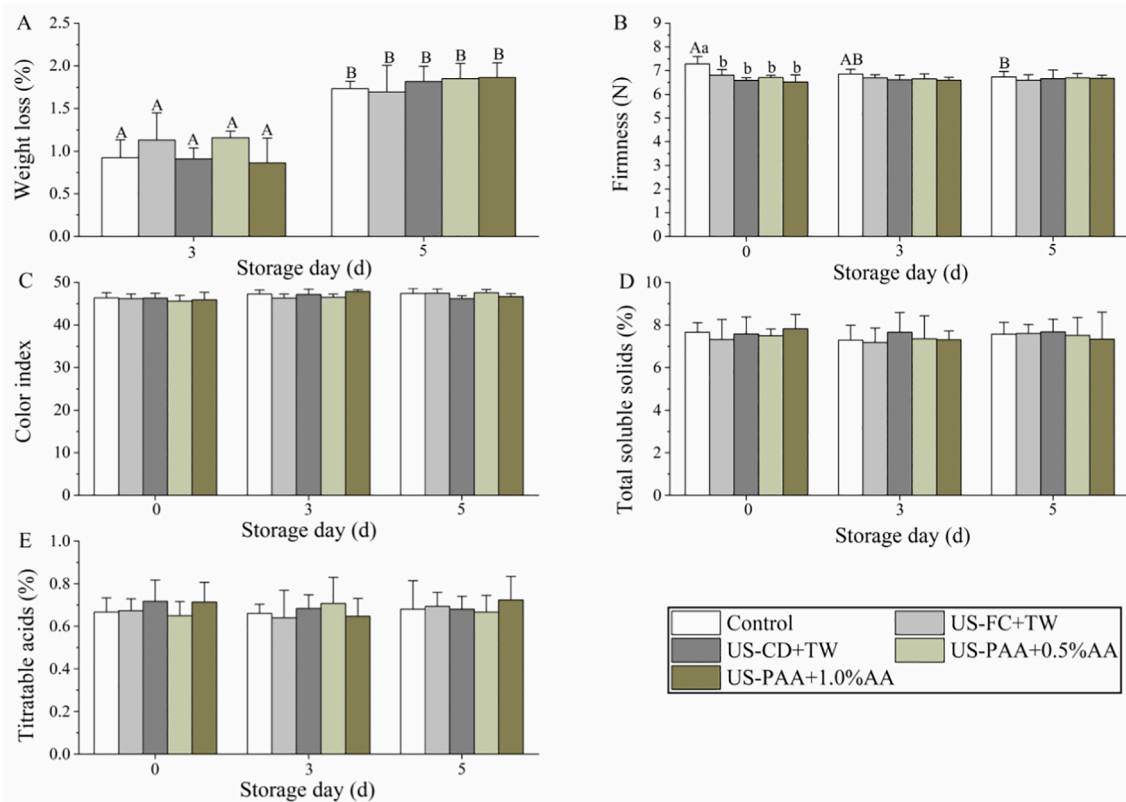 A
Weight loss (%)
2.5
2.0
1.5
1.0
0.5
0.0
A A A A A
B B B B B
3 5
Storage day (d)
B
Firmness (N)
9
8
7
6
5
4
3
2
1
0
Aa b b b b
AB
B
0 3 5
Storage day (d)
C
Color index
50
40
30
20
10
0
0 3 5
Storage day (d)
D
Total soluble solids (%)
10
8
6
4
2
0
0 3 5
Storage day (d)
E
Titratable acids (%)
1.0
0.8
0.6
0.4
0.2
0.0
0 3 5
Storage day (d)
Control US-FC+TW
US-CD+TW US-PAA+0.5%AA
US-PAA+1.0%AA